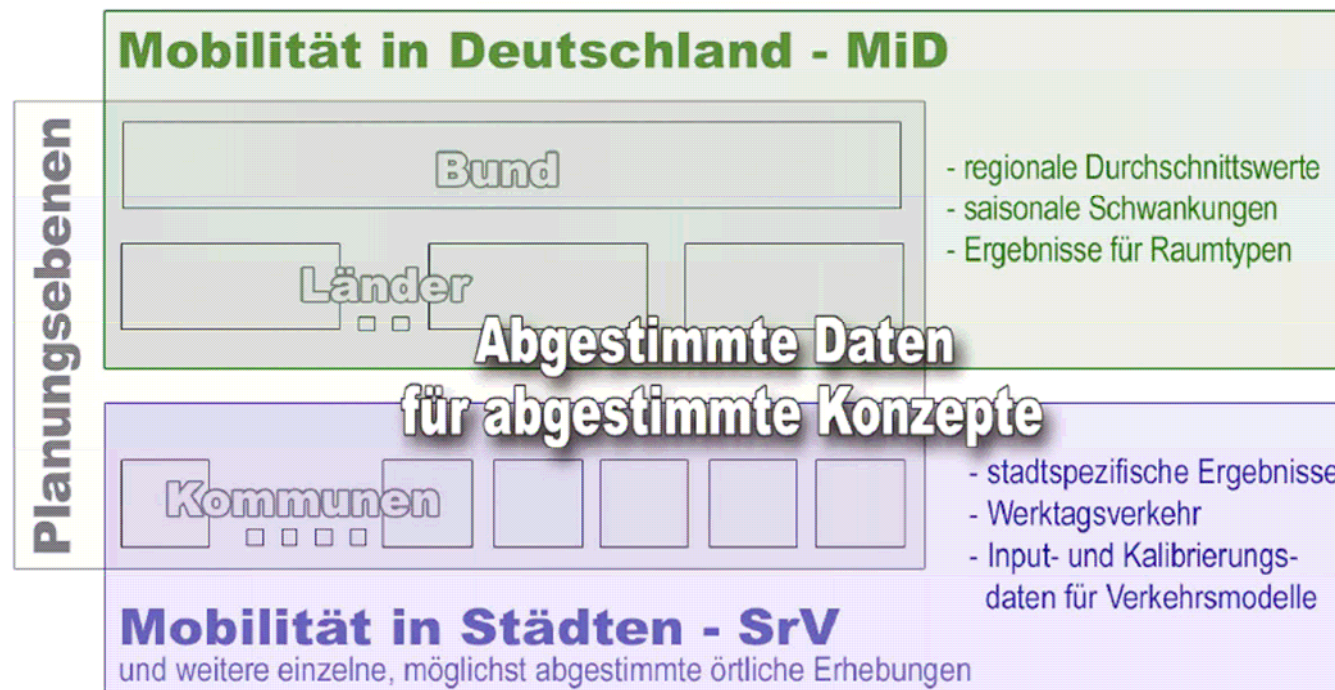 Mobilität in Deutschland - MiD
Planungsebenen
Bund
- regionale Durchschnittswerte
- saisonale Schwankungen
- Ergebnisse für Raumtypen
Länder
Abgestimmte Daten
für abgestimmte Konzepte
Kommunen
- stadtspezifische Ergebnisse
- Werktagsverkehr
- Input- und Kalibrierungs-
daten für Verkehrsmodelle
Mobilität in Städten - SrV
und weitere einzelne, möglichst abgestimmte örtliche Erhebungen